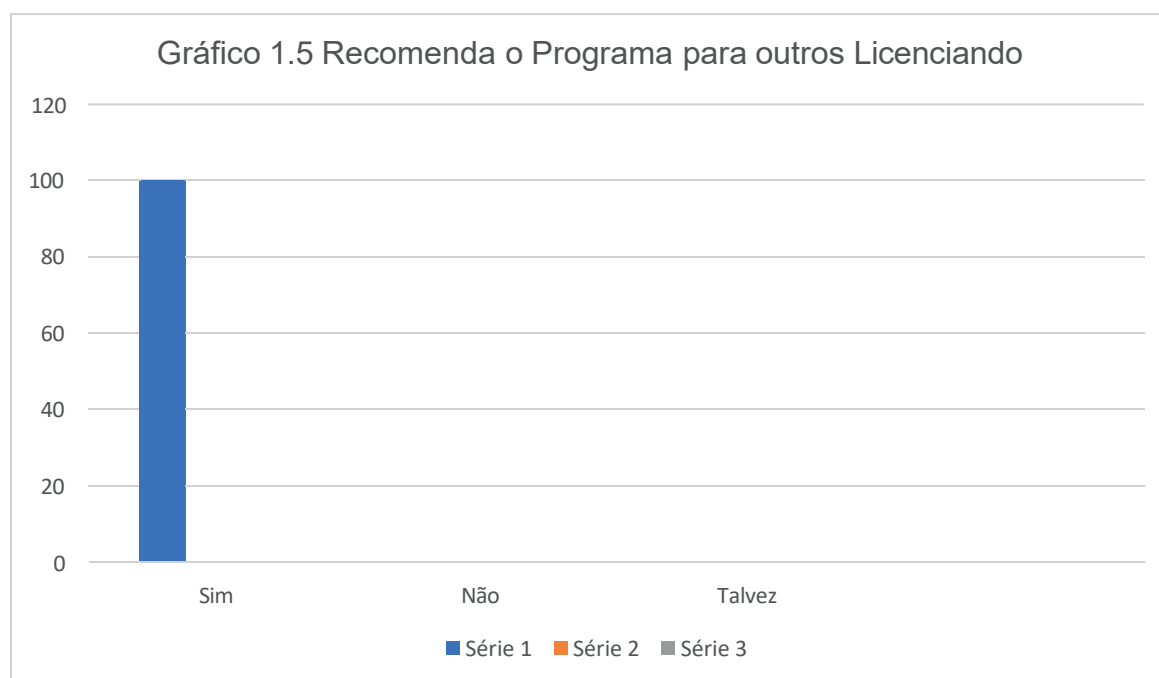 Gráfico 1.5 Recomenda o Programa para outros Licenciando
120
100
80
60
40
20
0
Sim Não Talvez
Série 1 Série 2 Série 3